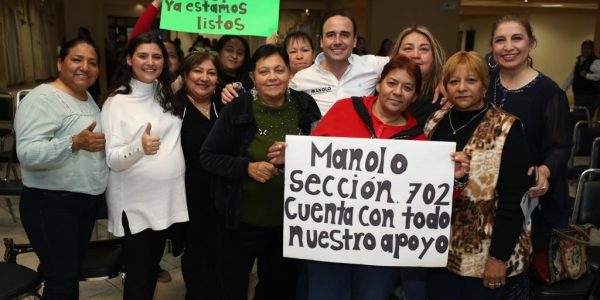 Ya estamos
listos
MANOLO
Manolo
Sección. 702
Cuenta con todo
nuestro apoyo